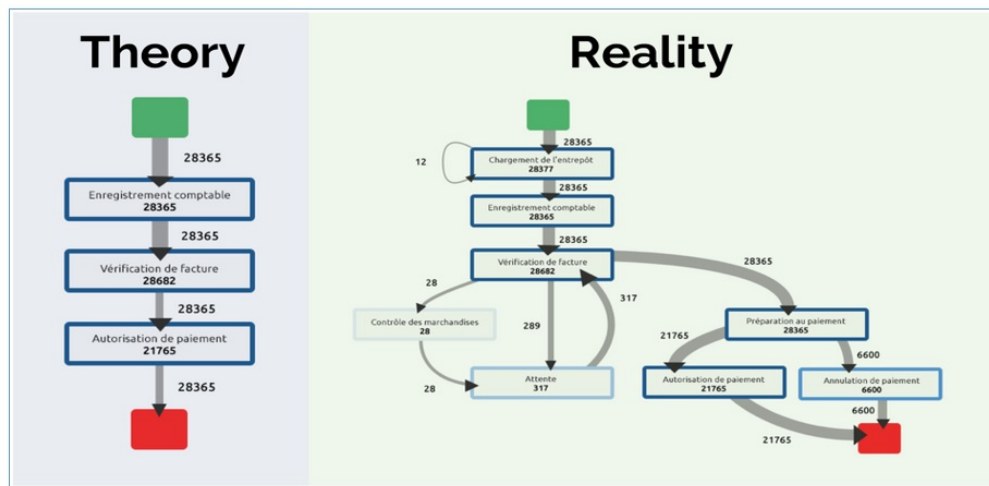 Theory
28365
Enregistrement comptable
28365
28365
Vérification de facture
28682
28365
Autorisation de paiement
21765
28365
Reality
28365
12
Chargement de l'entrepôt
28377
28365
Enregistrement comptable
28365
28365
Vérification de facture
28682
28365
28
317
289
Contrôle des marchandises
28
28
Attente
317
Préparation au paiement
28365
21765
6600
Autorisation de paiement
21765
Annulation de paiement
6600
6600
21765